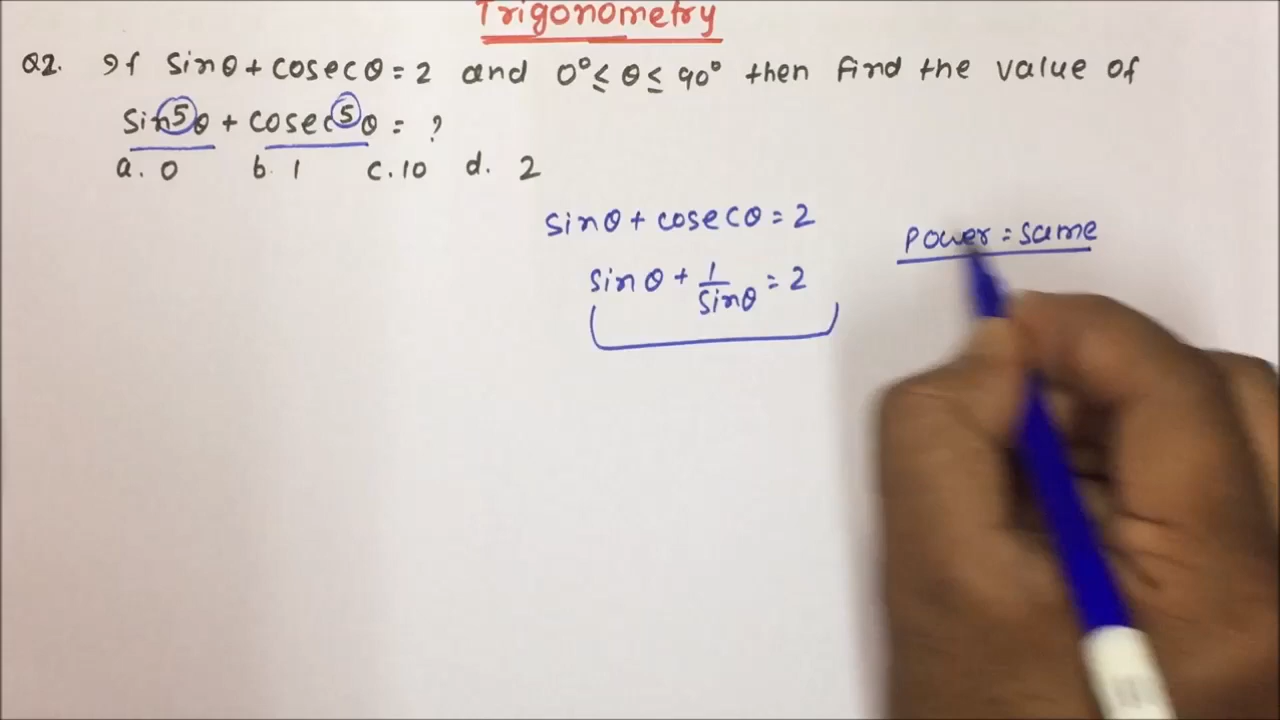 Trigonometry
Q2. If sinθ + cosecθ = 2 and 0° ≤ θ ≤ 90° then find the value of
sin⁵θ + cosec⁵θ = ?
a. 0 b. 1 c. 10 d. 2
sinθ + cosecθ = 2
Power = same
sinθ + 1/sinθ = 2